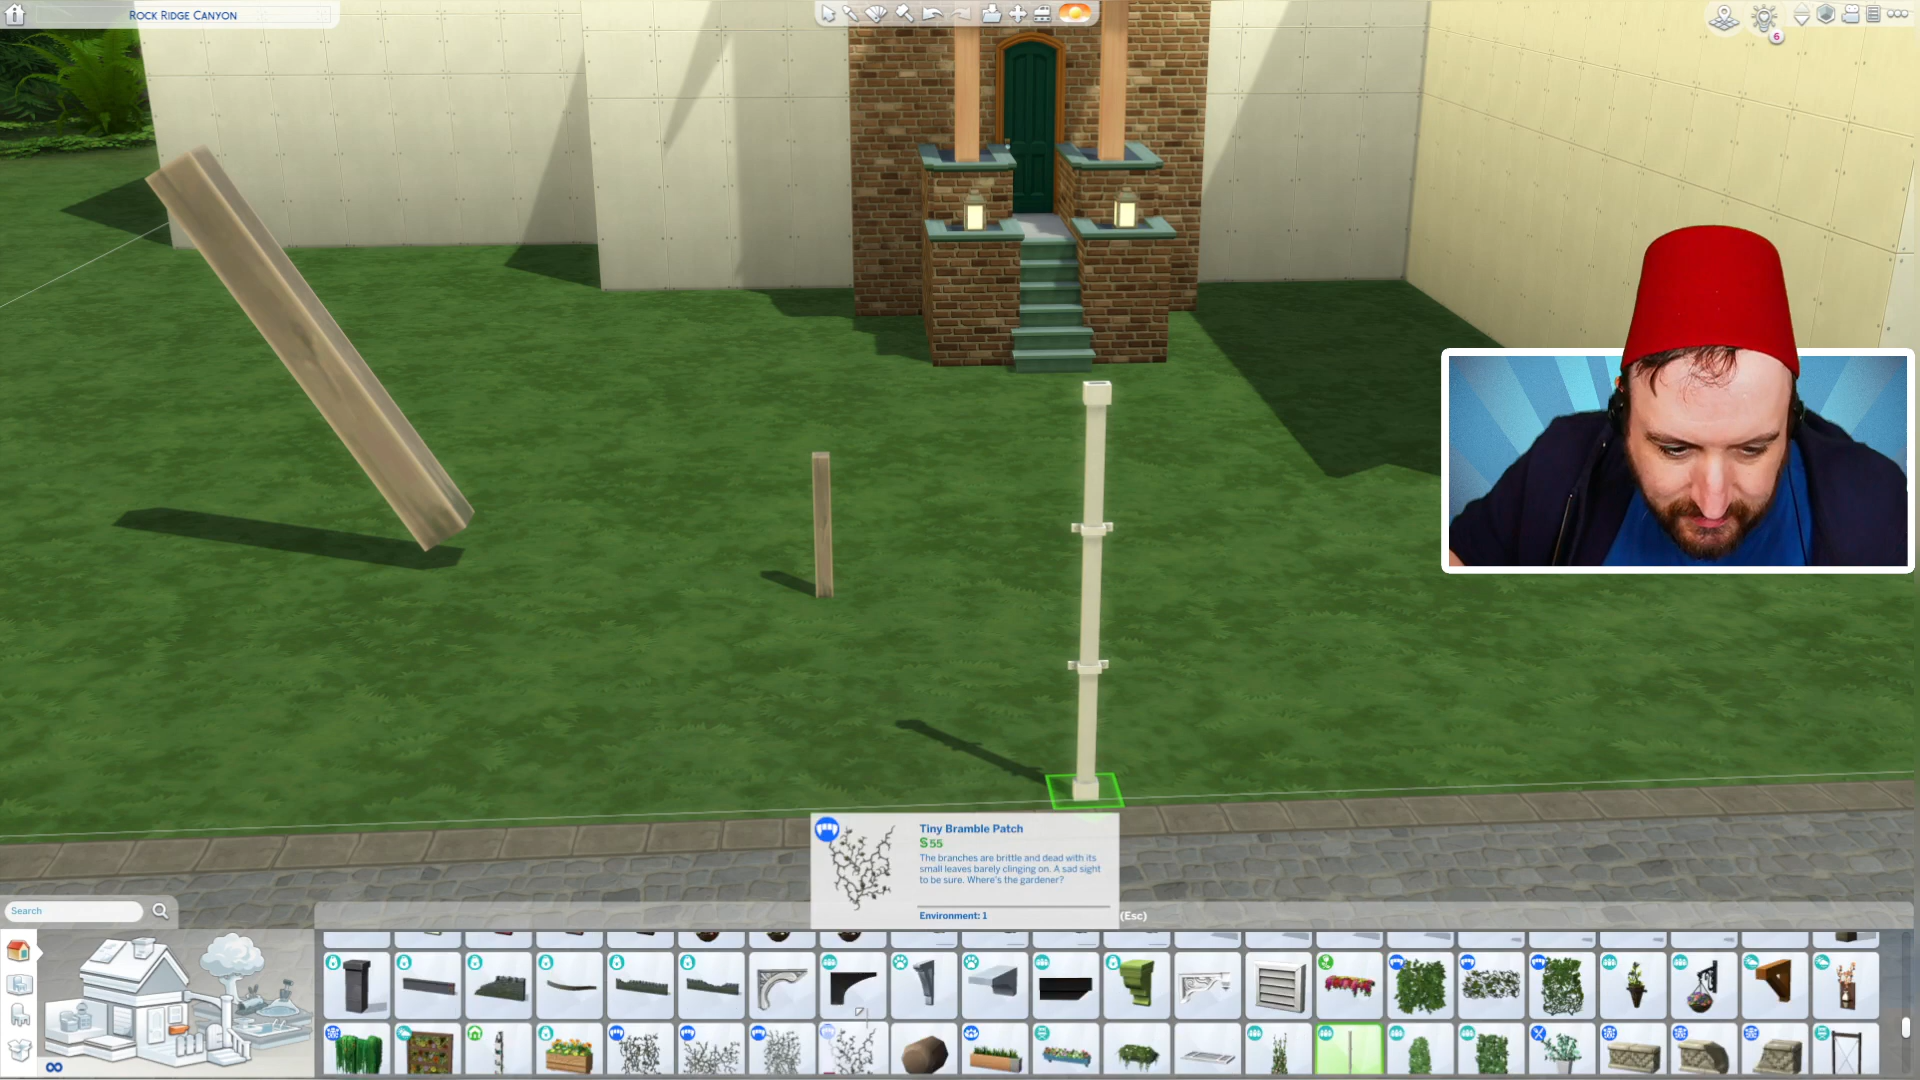 Rock Ridge Canyon
6
Tiny Bramble Patch
§55
The branches are brittle and dead with its
small leaves barely clinging on. A sad sight
to be sure. Where's the gardener?
Environment: 1
(Esc)
Search